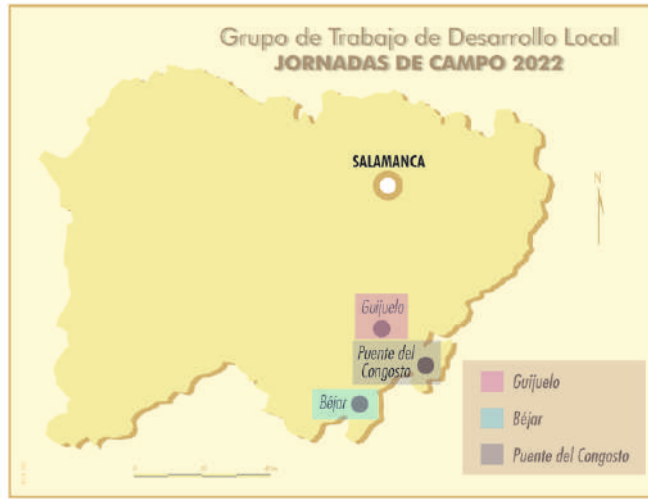 Grupo de Trabajo de Desarrollo Local
JORNADAS DE CAMPO 2022
SALAMANCA
N
Guijuelo
Puente del
Congosto
Béjar
Guijuelo
Béjar
Puente del Congosto
0